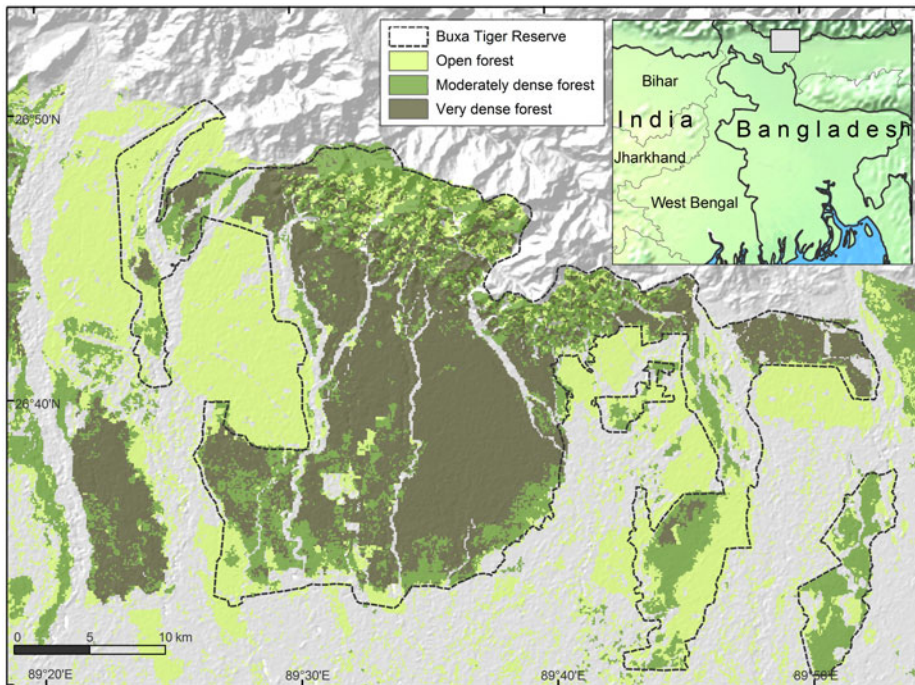 Buxa Tiger Reserve
Open forest
Moderately dense forest
Very dense forest
Bihar
India
Bangladesh
Jharkhand
West Bengal
26°50'N
26°40'N
0 5 10 km
89°20'E
89°30'E
89°40'E
89°50'E